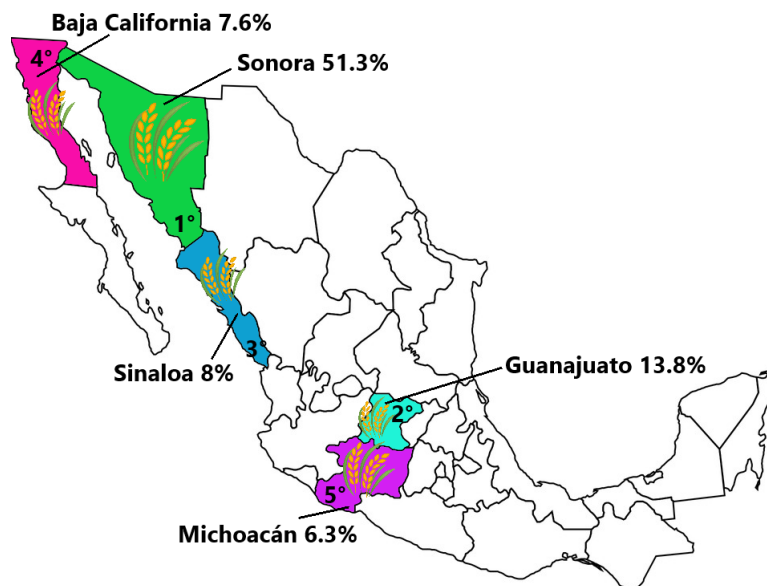 Baja California 7.6%
4°
Sonora 51.3%
1°
3°
Sinaloa 8%
Guanajuato 13.8%
2°
5°
Michoacán 6.3%